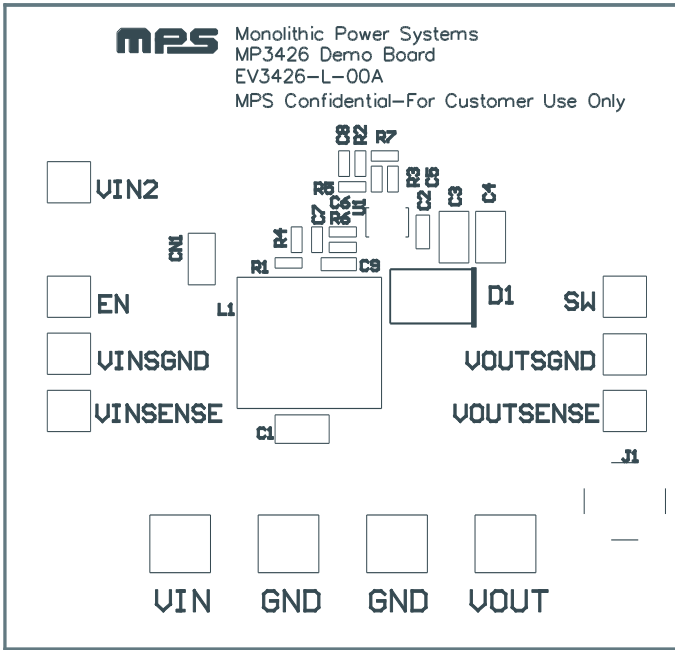 mps
Monolithic Power Systems
MP3426 Demo Board
EV3426-L-00A
MPS Confidential-For Customer Use Only
C8
R2
R7
R5
R3
C5
C6
U1
C2
C3
C4
VIN2
CN1
R4
C7
R6
R1
C9
EN
L1
D1
SW
VINSGND
VOUTSGND
VINSENSE
VOUTSENSE
C1
J1
VIN
GND
GND
VOUT